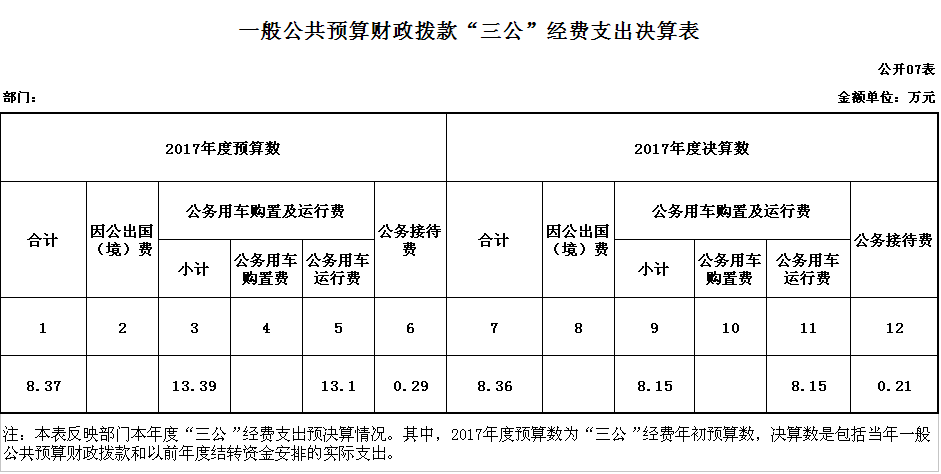 一般公共预算财政拨款“三公”经费支出决算表
公开07表
部门：
金额单位：万元
2017年度预算数
2017年度决算数
合计
因公出国
（境）费
公务用车购置及运行费
小计
公务用车
购置费
公务用车
运行费
公务接待
费
合计
因公出国
（境）费
公务用车购置及运行费
小计
公务用车
购置费
公务用车
运行费
公务接待费
1 2 3 4 5 6 7 8 9 10 11 12
8.37 13.39 13.1 0.29 8.36 8.15 8.15 0.21
注：本表反映部门本年度“三公”经费支出预决算情况。其中，2017年度预算数为“三公”经费年初预算数，决算数是包括当年一般
公共预算财政拨款和以前年度结转资金安排的实际支出。